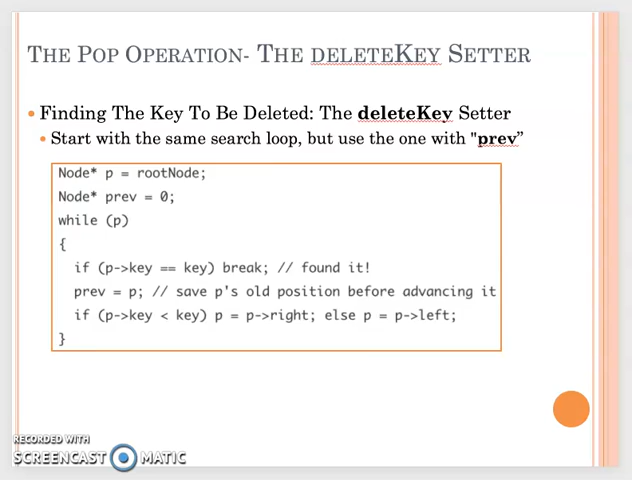 THE POP OPERATION- THE DELETEKEY SETTER
• Finding The Key To Be Deleted: The deleteKey Setter
• Start with the same search loop, but use the one with "prev”
Node* p = rootNode;
Node* prev = 0;
while (p)
{
if (p->key == key) break; // found it!
prev = p; // save p's old position before advancing it
if (p->key < key) p = p->right; else p = p->left;
}
RECORDED WITH
SCREENCAST MATIC